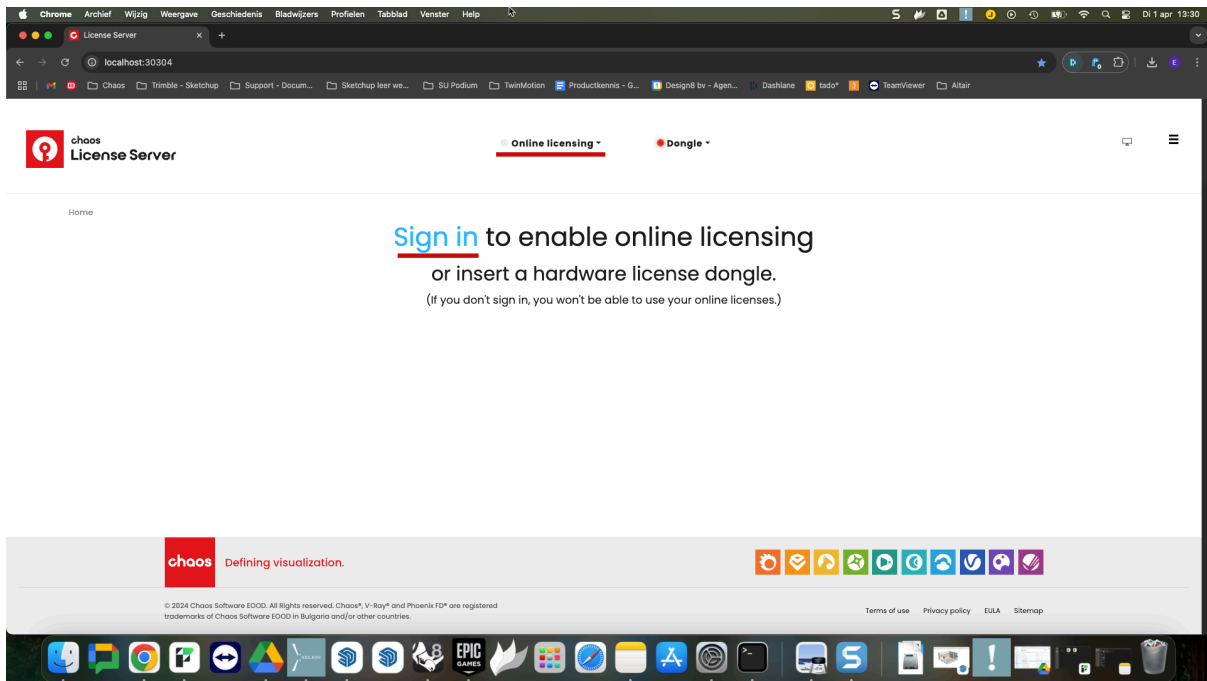 Chrome Archief Wijzig Weergave Geschiedenis Bladwijzers Profielen Tabblad Venster Help Di 1 apr 13:30
License Server
localhost:30304
Chaos Trimble - Sketchup Support - Docum... Sketchup leer we... SU Podium TwinMotion Productkennis - G... Design8 bv - Agen... Dashlane tado° TeamViewer Altair
chaos
License Server
Online licensing Dongle
Home
Sign in to enable online licensing
or insert a hardware license dongle.
(If you don't sign in, you won't be able to use your online licenses.)
chaos Defining visualization.
© 2024 Chaos Software EOOD. All Rights reserved. Chaos®, V-Ray® and Phoenix FD® are registered
trademarks of Chaos Software EOOD in Bulgaria and/or other countries.
Terms of use Privacy policy EULA Sitemap
EPIC
GAMES